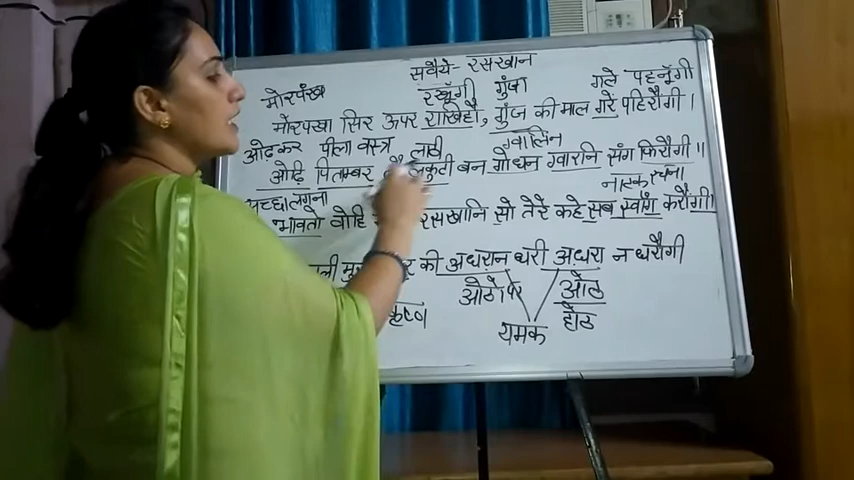 सवैये- रसखान
मोरपंख रखूँगी गुंजा गले पहनूँगी
मोरपखा सिर ऊपर राखिहौं, गुंज की माल गरे पहिरौंगी।
ओढ़कर पीला वस्त्र लाठी ग्वालिन
ओढ़ि पितम्बर लै लकुटी बन गोधन ग्वारनि संग फिरौंगी॥
अच्छा लगूना नाटक रचना
भावतो वोहि रसखानि सो तेरे कहे सब स्वाँग करौंगी॥
की अधरान धरी अधरा न धरौंगी
ओठों पर ओठ
कृष्ण यमक होठ